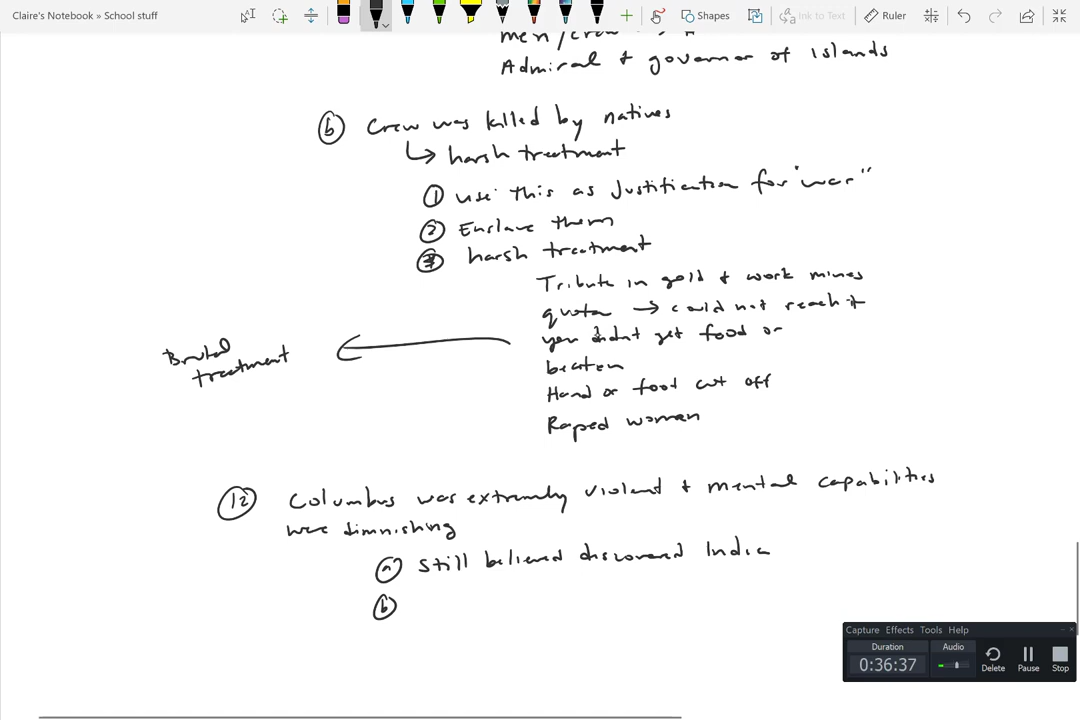 Claire's Notebook » School stuff
Shapes
Ink to Text
Ruler
men/crew
Admiral + governor of islands
b crew was killed by natives
↳ harsh treatment
1 use this as justification for "war"
2 Enslave them
harsh treatment
Tribute in gold + work mines
quota → could not reach it
you didnt get food or
beaten
Hand or foot cut off
Raped women
Brutal
treatment
12 Columbus was extremly violent + mental capabilities
were diminishing
a still believed discovered India
b
Capture Effects Tools Help
Duration
Audio
0:36:37
Delete
Pause
Stop